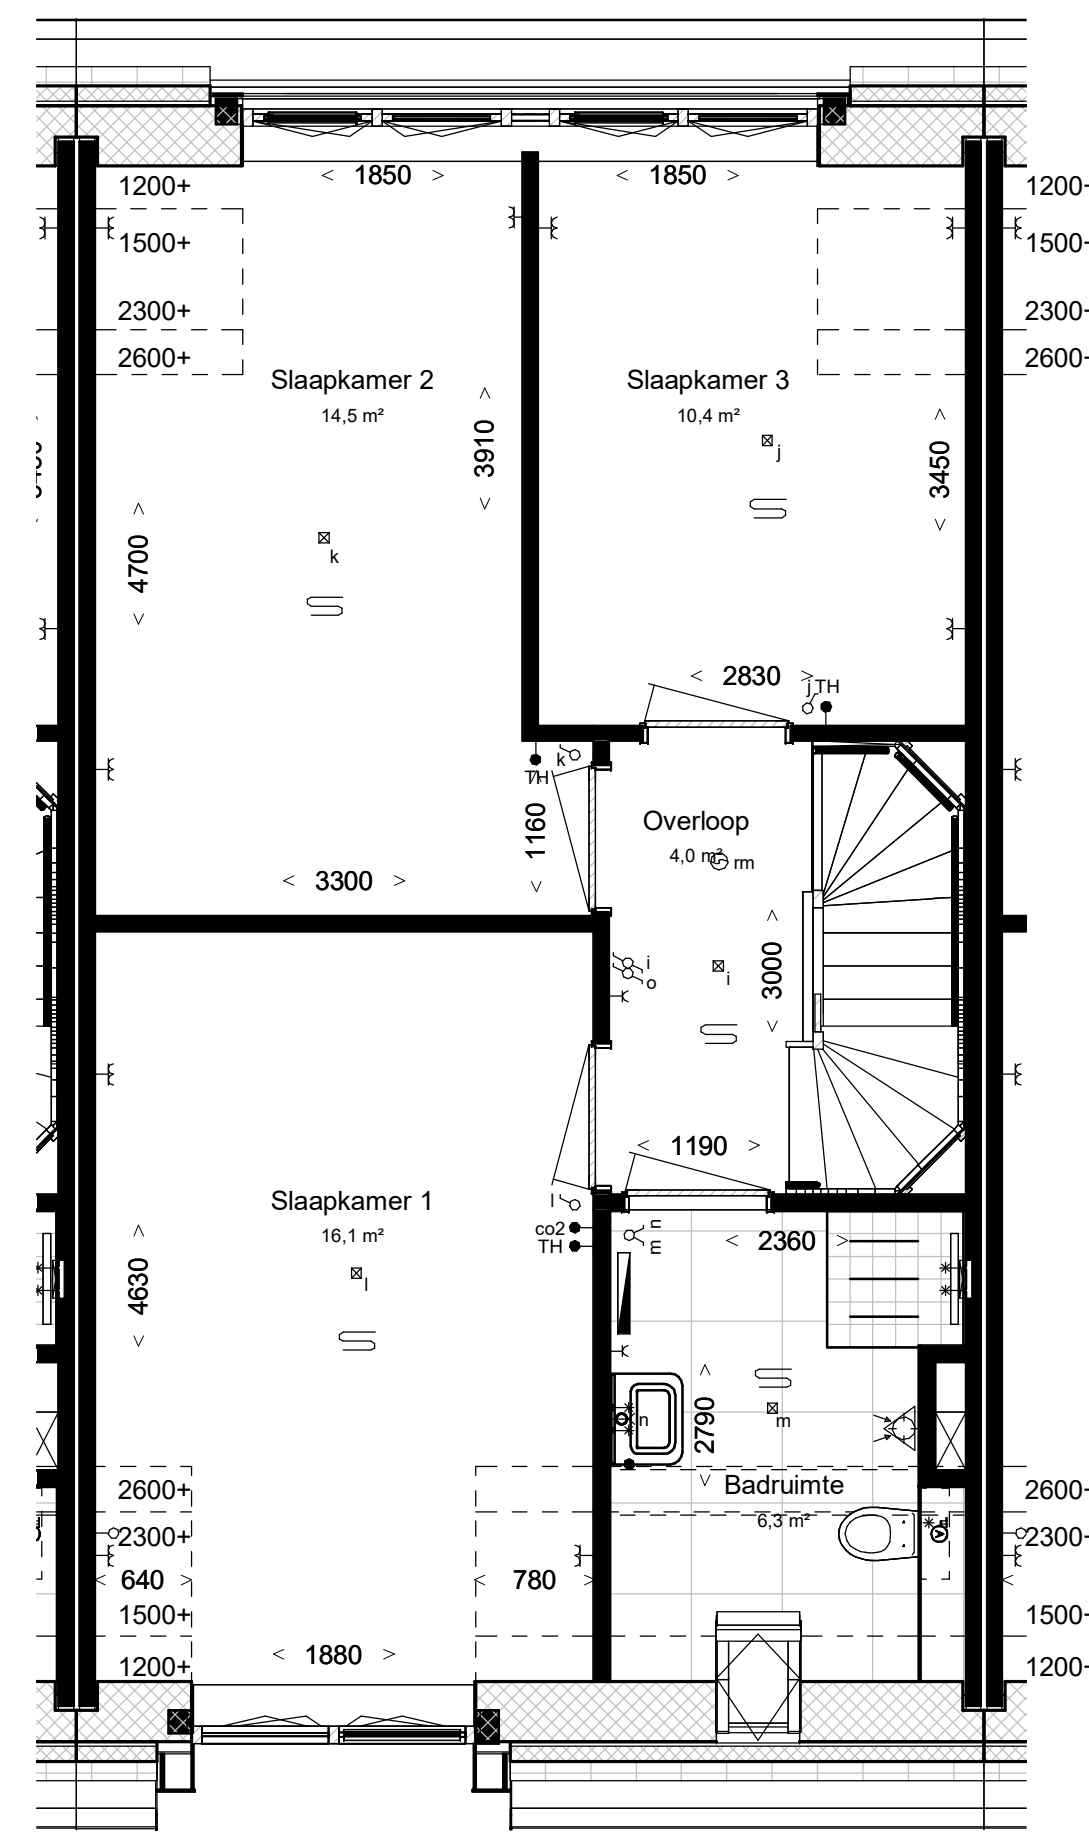 1850
1850
1200+
1200-
1500+
1500-
2300+
2300-
2600+
2600-
Slaapkamer 2
Slaapkamer 3
14,5 m²
10,4 m²
3910
3450
j
k
4700
2830
j TH
k
TH
1160
Overloop
4,0 m²
rm
3300
3000
i
o
i
1190
Slaapkamer 1
16,1 m²
l
co2
TH
n
m
2360
4630
l
2790
n
m
Badruimte
6,3 m²
2600+
2600-
2300+
2300-
640
780
1500+
1500-
1880
1200+
1200-